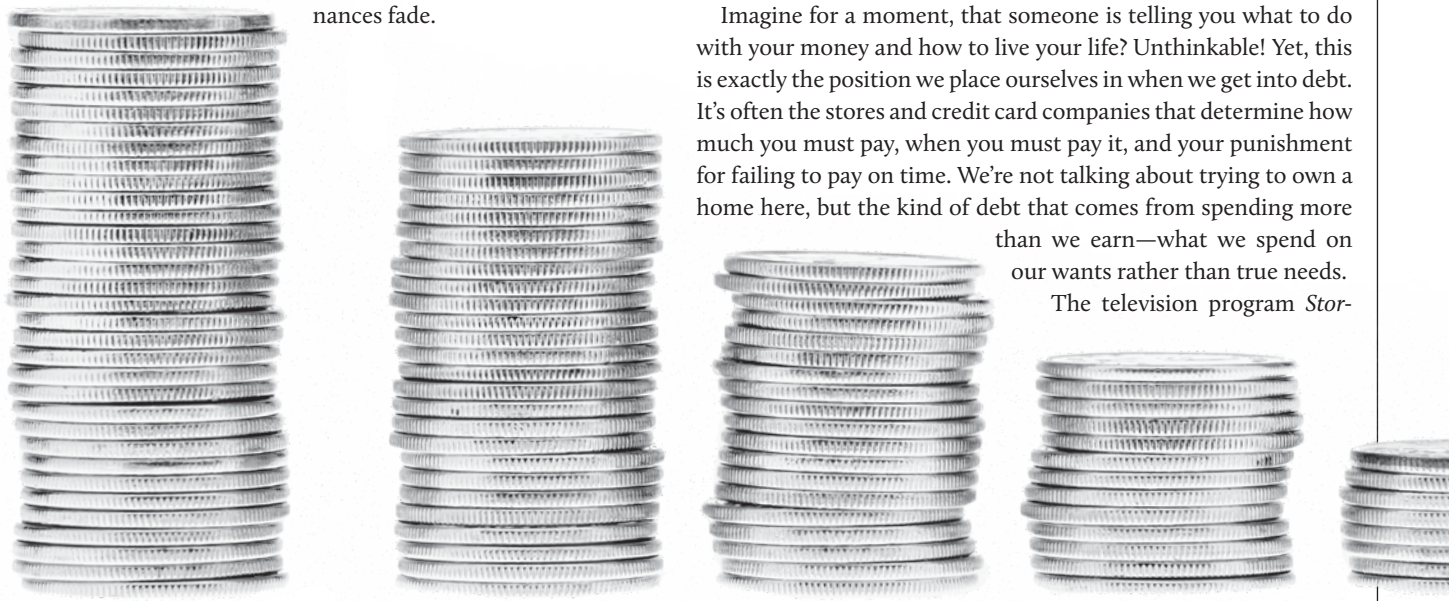 nances fade.
Imagine for a moment, that someone is telling you what to do
with your money and how to live your life? Unthinkable! Yet, this
is exactly the position we place ourselves in when we get into debt.
It’s often the stores and credit card companies that determine how
much you must pay, when you must pay it, and your punishment
for failing to pay on time. We’re not talking about trying to own a
home here, but the kind of debt that comes from spending more
than we earn—what we spend on
our wants rather than true needs.
The television program Stor-